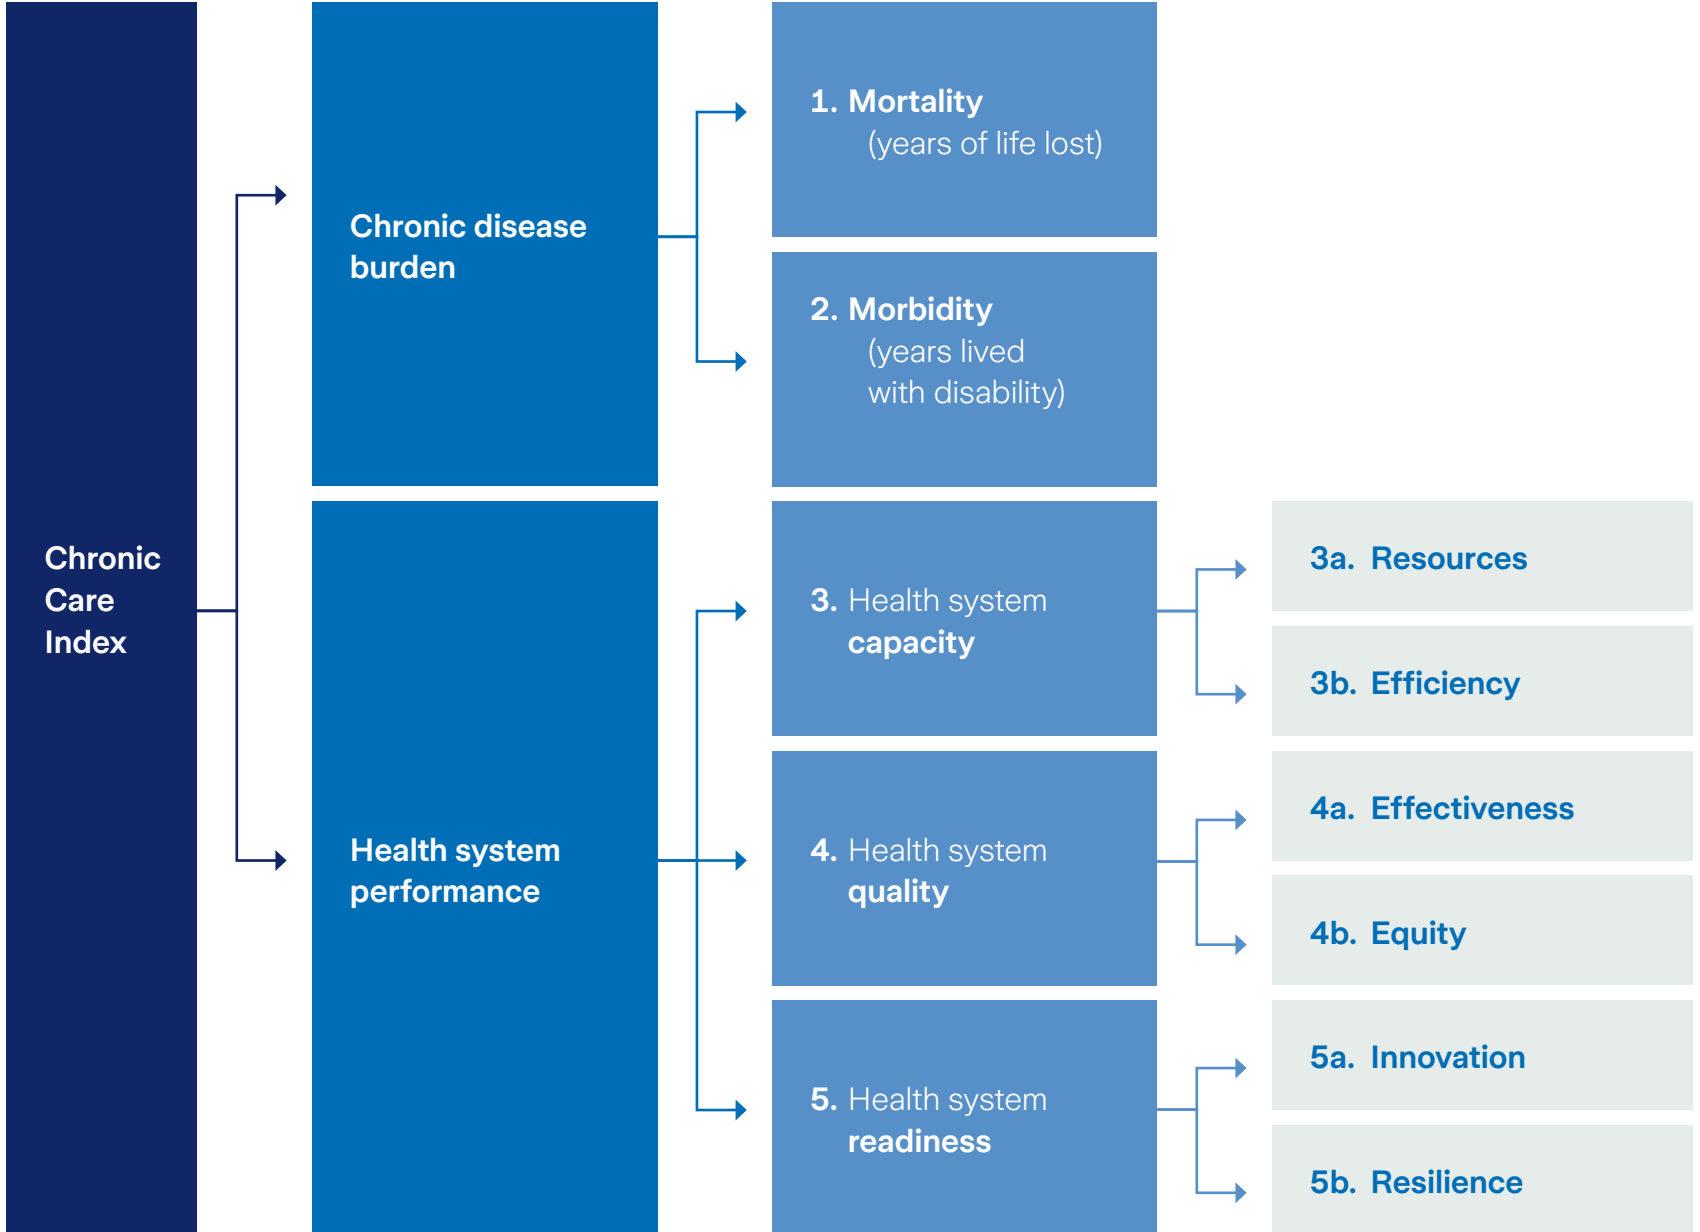 Chronic
Care
Index
Chronic disease
burden
Health system
performance
1. Mortality
(years of life lost)
2. Morbidity
(years lived
with disability)
3. Health system
capacity
4. Health system
quality
5. Health system
readiness
3a. Resources
3b. Efficiency
4a. Effectiveness
4b. Equity
5a. Innovation
5b. Resilience